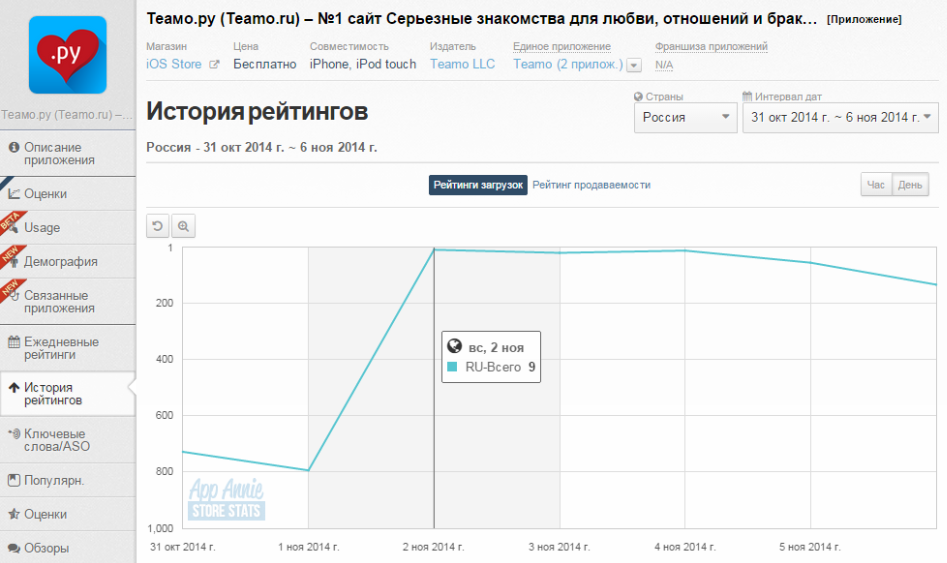 Теамо.ру (Teamo.ru) – №1 сайт Серьезные знакомства для любви, отношений и брак… [Приложение]
.ру
Теамо.ру (Teamo.ru) –…
Магазин Цена Совместимость Издатель Единое приложение Франшиза приложений
iOS Store Бесплатно iPhone, iPod touch Teamo LLC Teamo (2 прилож.) N/A
История рейтингов
Страны
Россия
Интервал дат
31 окт 2014 г. ~ 6 ноя 2014 г.
Россия - 31 окт 2014 г. ~ 6 ноя 2014 г.
Рейтинги загрузок Рейтинг продаваемости
Час День
Описание
приложения
Оценки
BETA
Usage
NEW
Демография
NEW
Связанные
приложения
Ежедневные
рейтинги
История
рейтингов
Ключевые
слова/ASO
Популярн.
Оценки
Обзоры
1
200
400
600
800
1,000
вс, 2 ноя
RU-Всего 9
App Annie
STORE STATS
31 окт 2014 г. 1 ноя 2014 г. 2 ноя 2014 г. 3 ноя 2014 г. 4 ноя 2014 г. 5 ноя 2014 г.